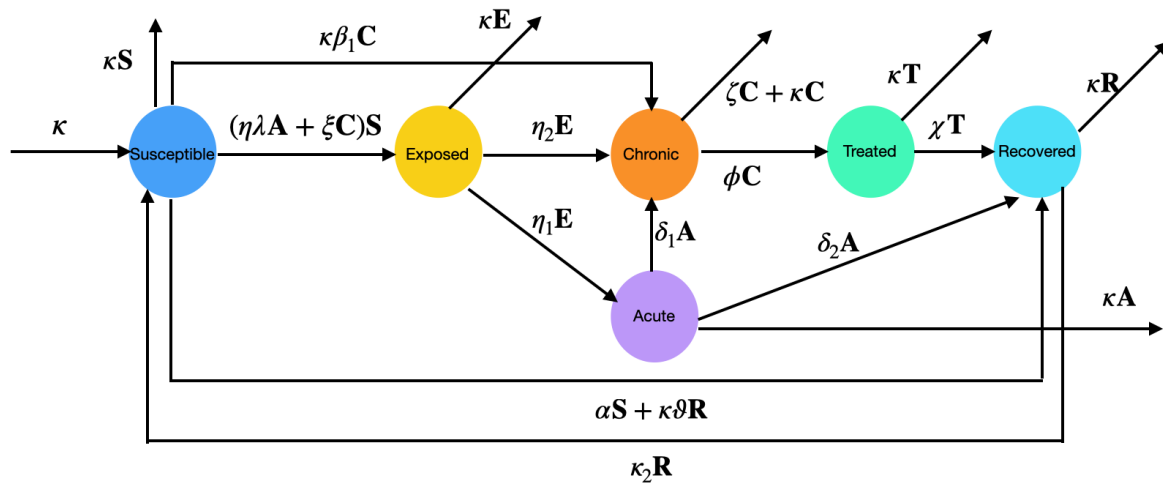 κE
κβ₁C
κS
κT
κR
ζC + κC
κ
(ηλA + ξC)S
η₂E
χT
Susceptible
Exposed
Chronic
Treated
Recovered
ϕC
η₁E
δ₁A
δ₂A
κA
Acute
αS + κϑR
κ₂R